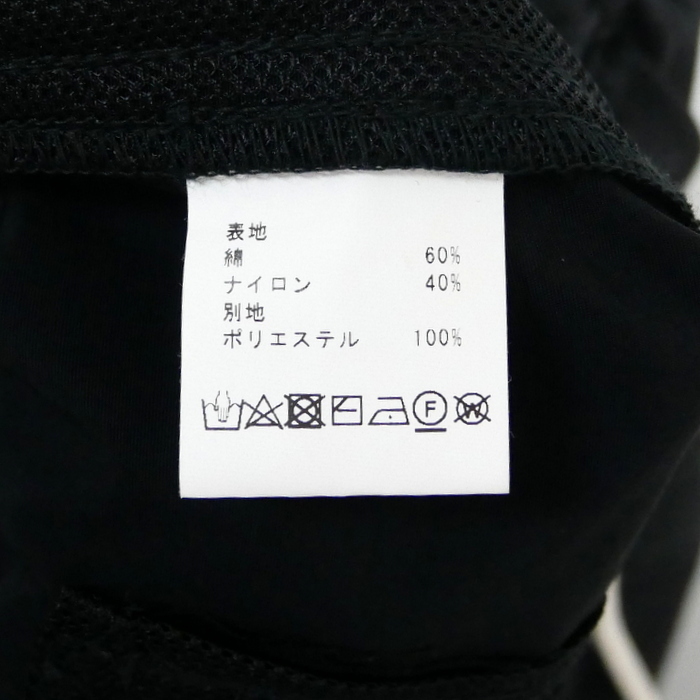 表地
綿 60%
ナイロン 40%
別地
ポリエステル 100%
F W